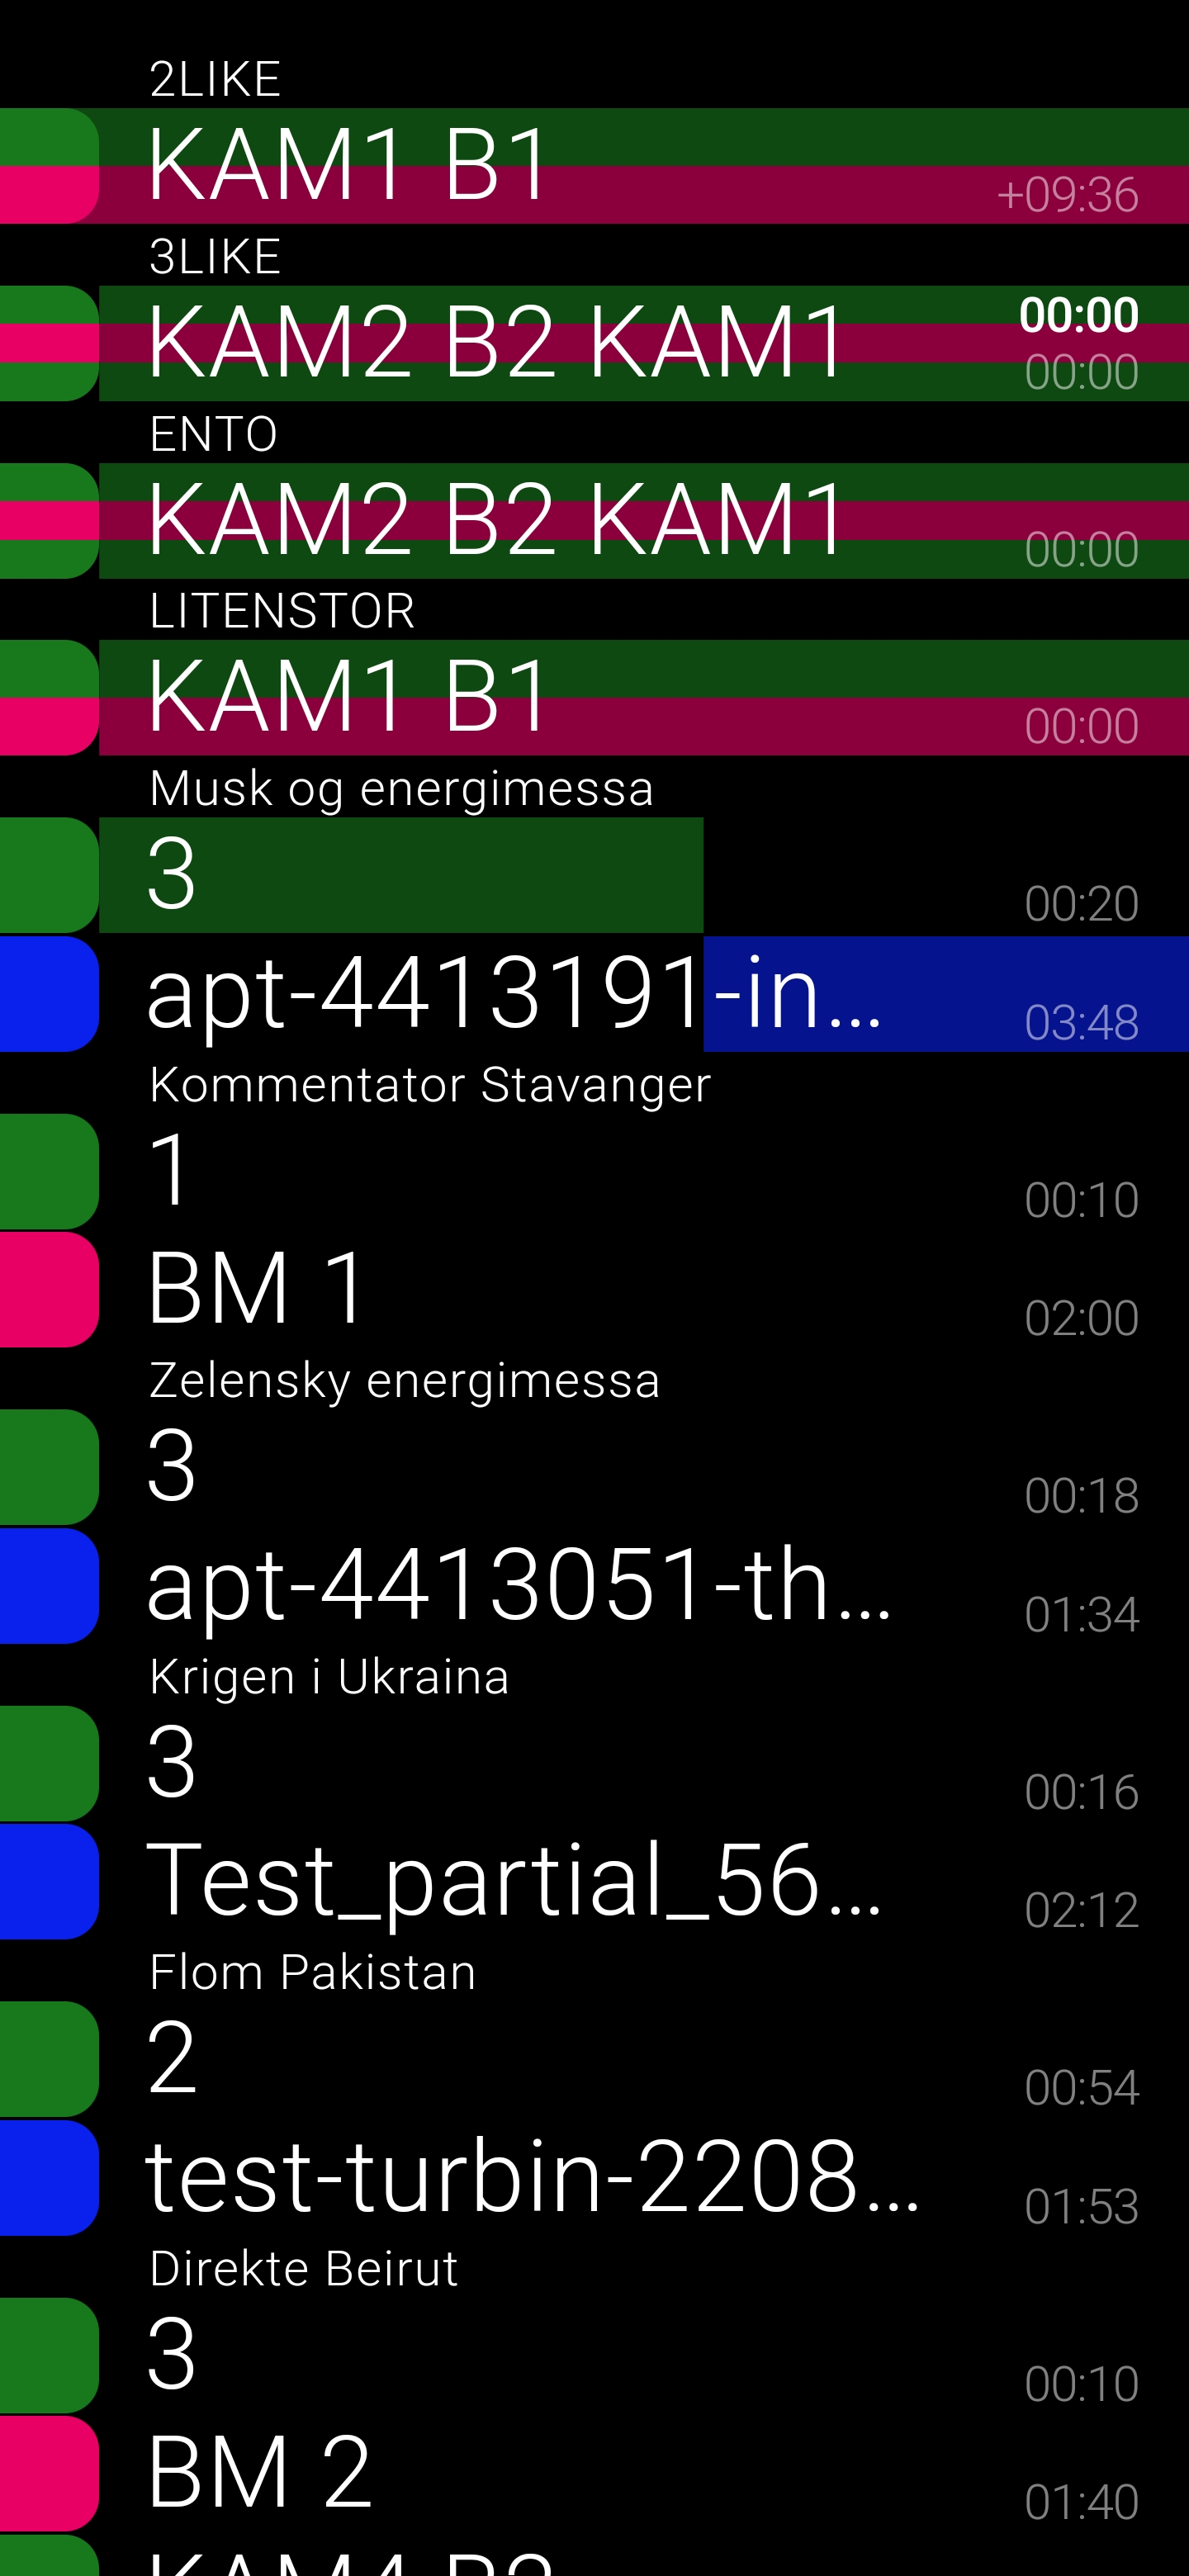 2LIKE
KAM1 B1
+09:36
3LIKE
KAM2 B2 KAM1
00:00
00:00
ENTO
KAM2 B2 KAM1
00:00
LITENSTOR
KAM1 B1
00:00
Musk og energimessa
3
00:20
apt-4413191-in...
03:48
Kommentator Stavanger
1
00:10
BM 1
02:00
Zelensky energimessa
3
00:18
apt-4413051-th...
01:34
Krigen i Ukraina
3
00:16
Test_partial_56...
02:12
Flom Pakistan
2
00:54
test-turbin-2208...
01:53
Direkte Beirut
3
00:10
BM 2
01:40